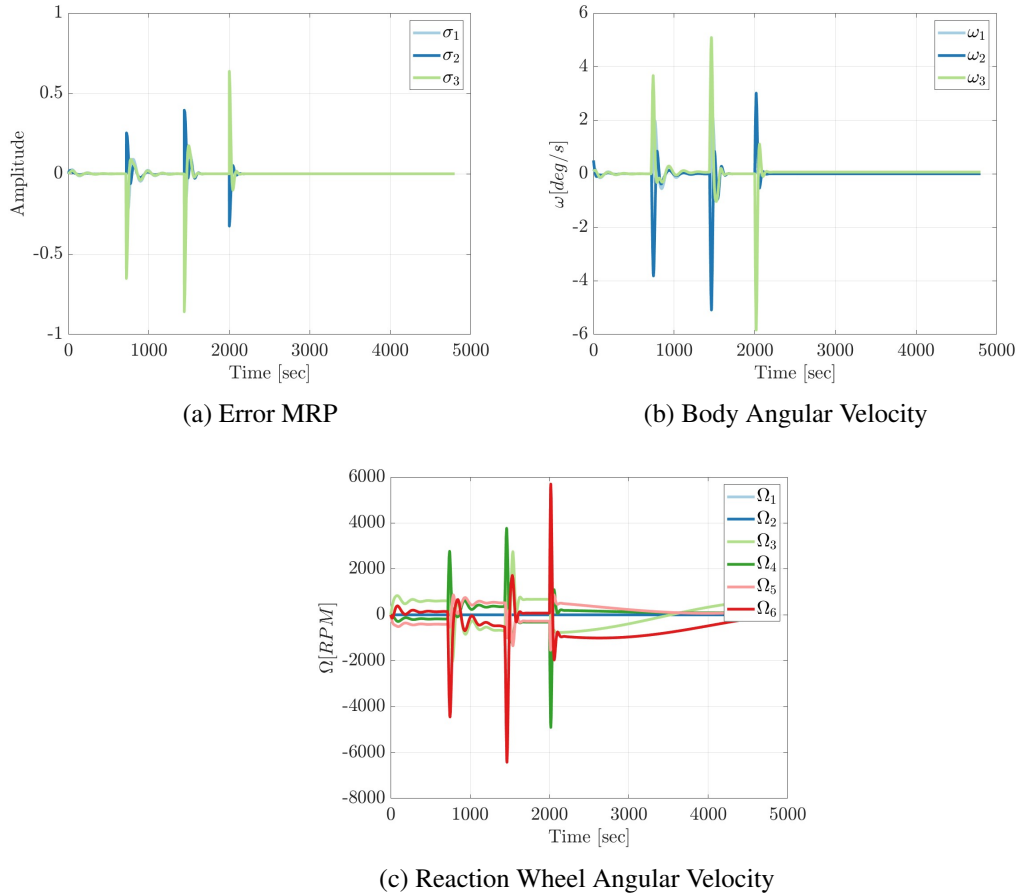 1
0.5
0
-0.5
-1
Amplitude
σ1
σ2
σ3
0 1000 2000 3000 4000 5000
Time [sec]
(a) Error MRP
6
4
2
0
-2
-4
-6
ω[deg/s]
ω1
ω2
ω3
0 1000 2000 3000 4000 5000
Time [sec]
(b) Body Angular Velocity
6000
4000
2000
0
-2000
-4000
-6000
-8000
Ω[RPM]
Ω1
Ω2
Ω3
Ω4
Ω5
Ω6
0 1000 2000 3000 4000 5000
Time [sec]
(c) Reaction Wheel Angular Velocity